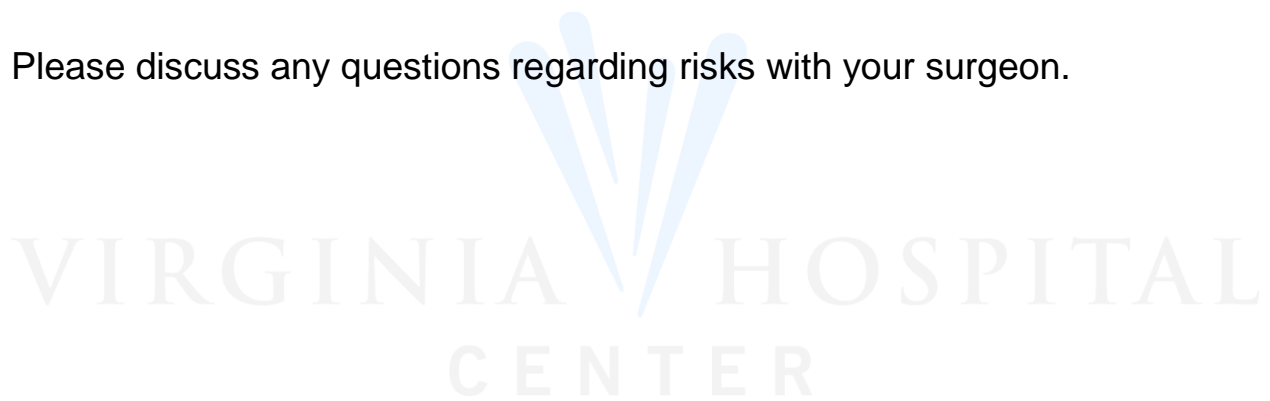 Please discuss any questions regarding risks with your surgeon.
VIRGINIA HOSPITAL
CENTER